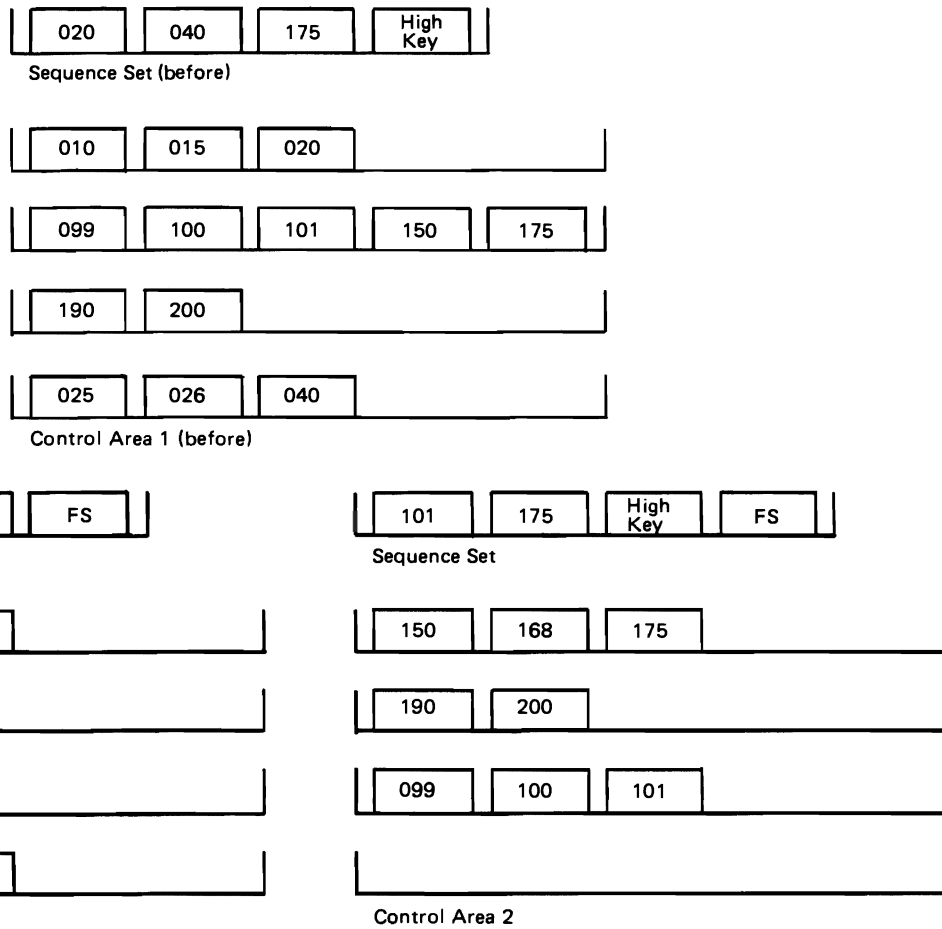 020 040 175 High Key
Sequence Set (before)
010 015 020
099 100 101 150 175
190 200
025 026 040
Control Area 1 (before)
FS
101 175 High Key FS
Sequence Set
150 168 175
190 200
099 100 101
Control Area 2